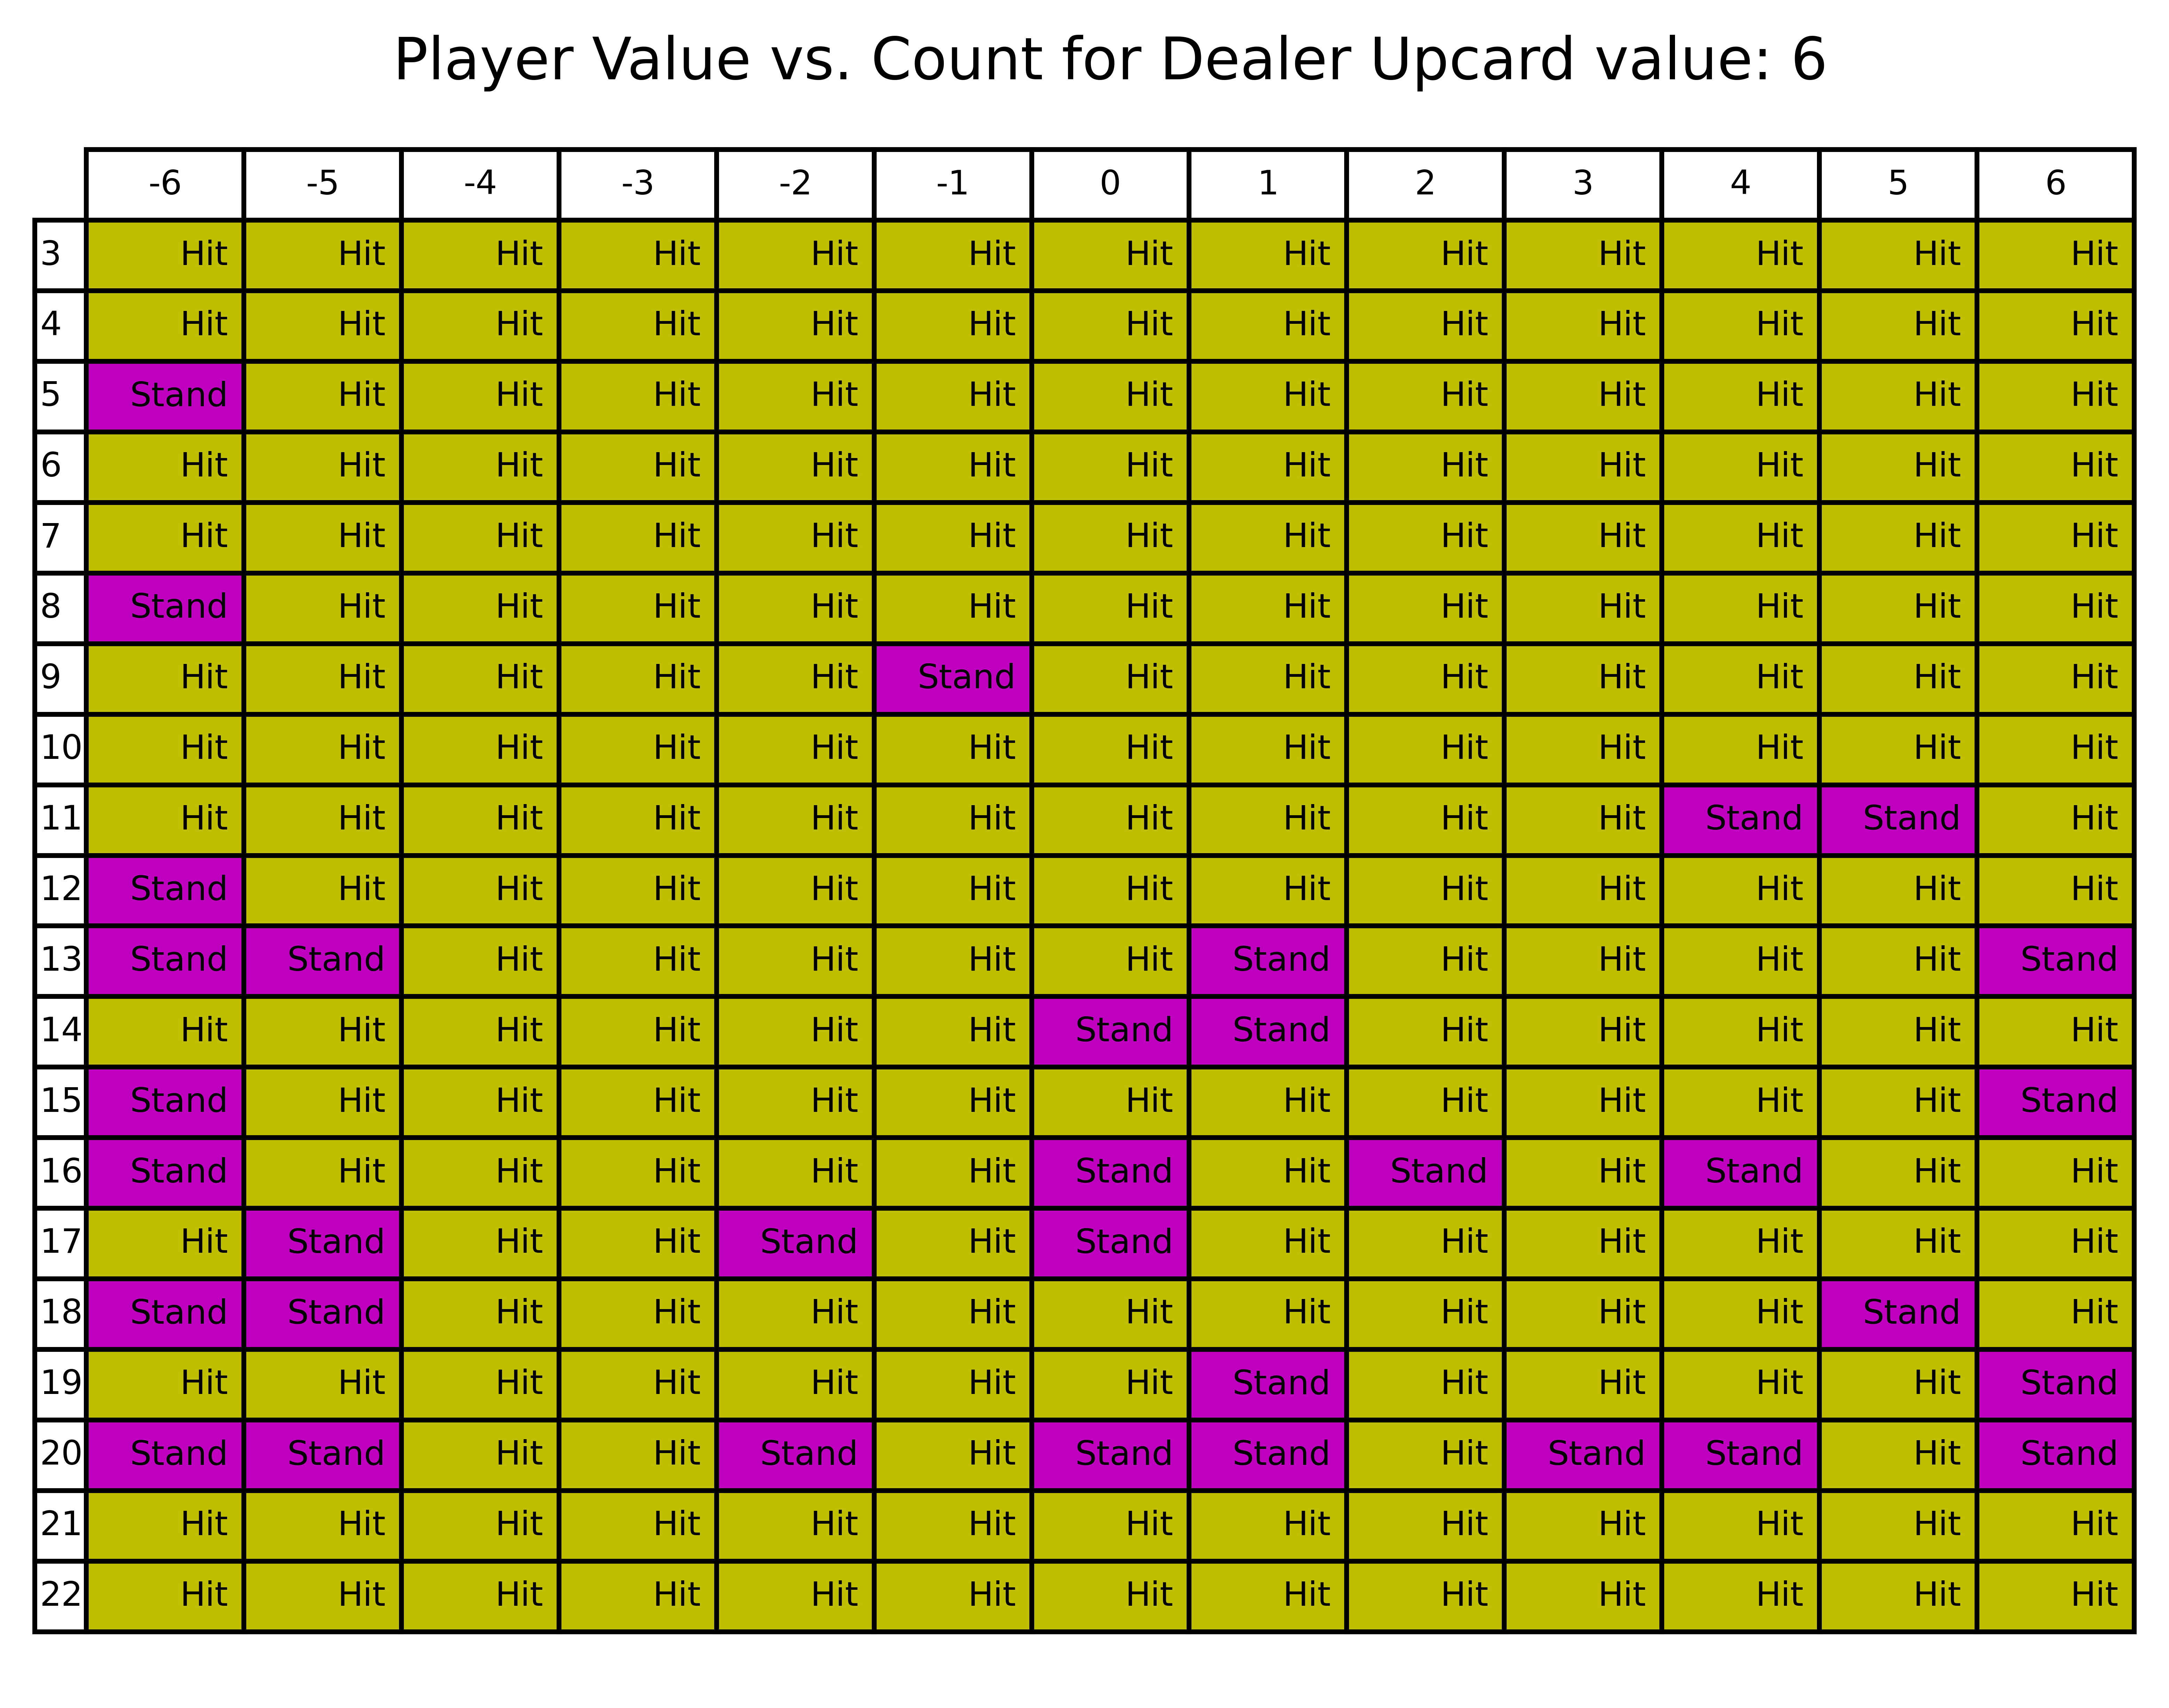 Player Value vs. Count for Dealer Upcard value: 6
-6 -5 -4 -3 -2 -1 0 1 2 3 4 5 6
3 Hit Hit Hit Hit Hit Hit Hit Hit Hit Hit Hit Hit Hit
4 Hit Hit Hit Hit Hit Hit Hit Hit Hit Hit Hit Hit Hit
5 Stand Hit Hit Hit Hit Hit Hit Hit Hit Hit Hit Hit Hit
6 Hit Hit Hit Hit Hit Hit Hit Hit Hit Hit Hit Hit Hit
7 Hit Hit Hit Hit Hit Hit Hit Hit Hit Hit Hit Hit Hit
8 Stand Hit Hit Hit Hit Hit Hit Hit Hit Hit Hit Hit Hit
9 Hit Hit Hit Hit Hit Stand Hit Hit Hit Hit Hit Hit Hit
10 Hit Hit Hit Hit Hit Hit Hit Hit Hit Hit Hit Hit Hit
11 Hit Hit Hit Hit Hit Hit Hit Hit Hit Hit Stand Stand Hit
12 Stand Hit Hit Hit Hit Hit Hit Hit Hit Hit Hit Hit Hit
13 Stand Stand Hit Hit Hit Hit Hit Stand Hit Hit Hit Hit Stand
14 Hit Hit Hit Hit Hit Hit Stand Stand Hit Hit Hit Hit Hit
15 Stand Hit Hit Hit Hit Hit Hit Hit Hit Hit Hit Hit Stand
16 Stand Hit Hit Hit Hit Hit Stand Hit Stand Hit Stand Hit Hit
17 Hit Stand Hit Hit Stand Hit Stand Hit Hit Hit Hit Hit Hit
18 Stand Stand Hit Hit Hit Hit Hit Hit Hit Hit Hit Stand Hit
19 Hit Hit Hit Hit Hit Hit Hit Stand Hit Hit Hit Hit Stand
20 Stand Stand Hit Hit Stand Hit Stand Stand Hit Stand Stand Hit Stand
21 Hit Hit Hit Hit Hit Hit Hit Hit Hit Hit Hit Hit Hit
22 Hit Hit Hit Hit Hit Hit Hit Hit Hit Hit Hit Hit Hit